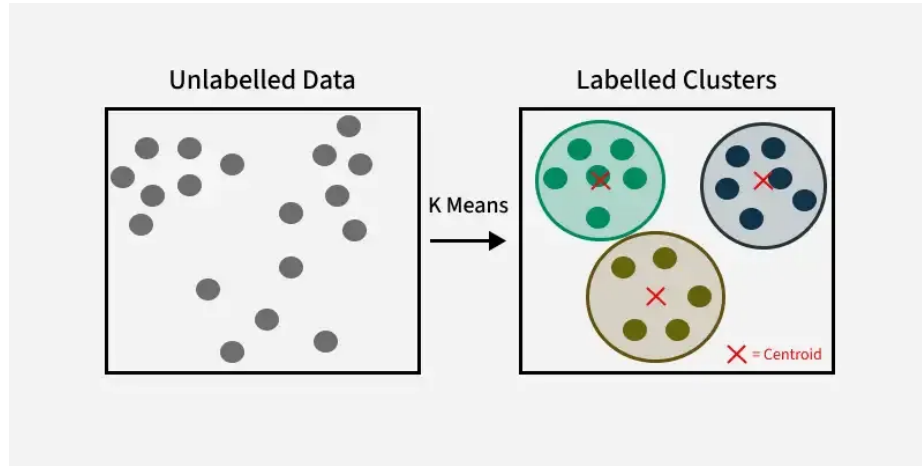 Unlabelled Data
Labelled Clusters
K Means
= Centroid